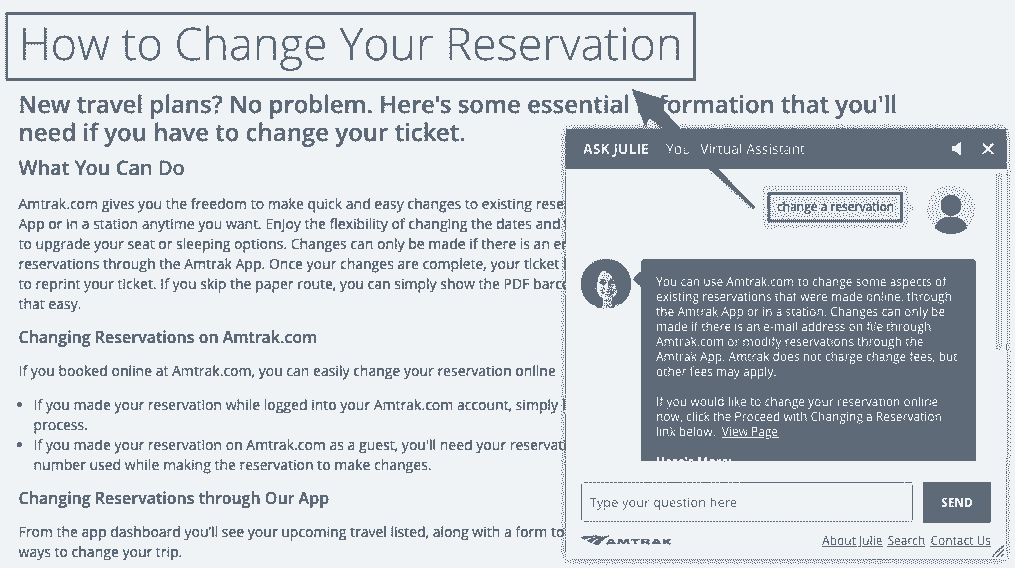 How to Change Your Reservation
New travel plans? No problem. Here's some essential formation that you'll
need if you have to change your ticket.
What You Can Do
Amtrak.com gives you the freedom to make quick and easy changes to existing rese
App or in a station anytime you want. Enjoy the flexibility of changing the dates and
to upgrade your seat or sleeping options. Changes can only be made if there is an e
reservations through the Amtrak App. Once your changes are complete, your ticket
to reprint your ticket. If you skip the paper route, you can simply show the PDF barc
that easy.
Changing Reservations on Amtrak.com
If you booked online at Amtrak.com, you can easily change your reservation online
• If you made your reservation while logged into your Amtrak.com account, simply
process.
• If you made your reservation on Amtrak.com as a guest, you'll need your reservati
number used while making the reservation to make changes.
Changing Reservations through Our App
From the app dashboard you'll see your upcoming travel listed, along with a form to
ways to change your trip.
ASK JULIE You Virtual Assistant
change a reservation
You can use Amtrak.com to change some aspects of
existing reservations that were made online, through
the Amtrak App or in a station. Changes can only be
made if there is an e-mail address on file through
Amtrak.com or modify reservations through the
Amtrak App. Amtrak does not charge change fees, but
other fees may apply.
If you would like to change your reservation online
now, click the Proceed with Changing a Reservation
link below. View Page
Here's More:
Type your question here
SEND
AMTRAK
About Julie Search Contact Us